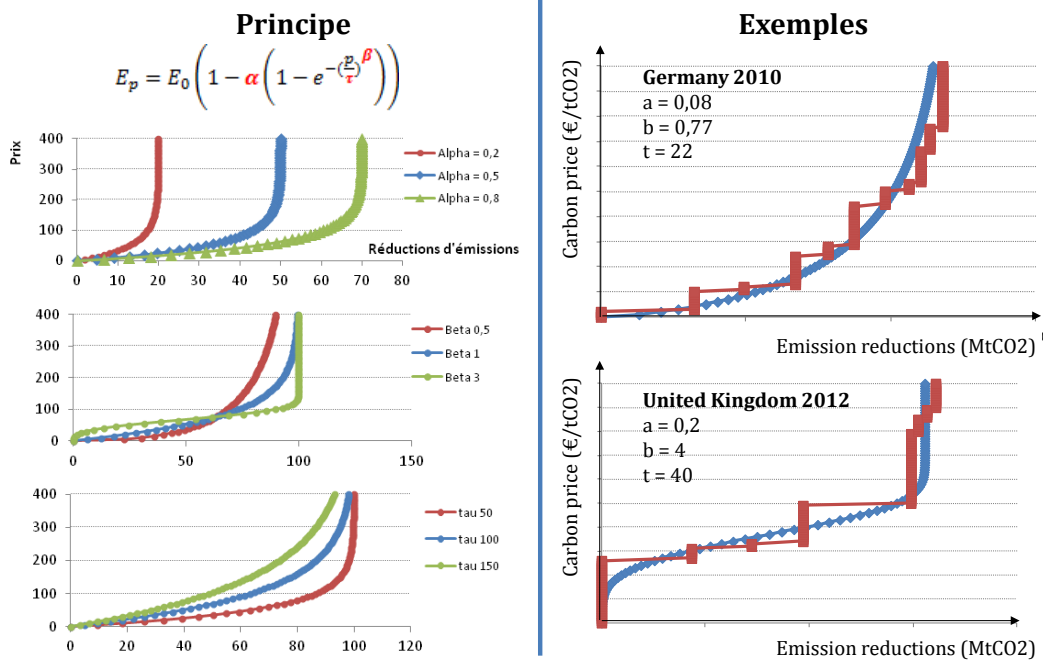 Principe
E_p = E_0 ( 1 − α ( 1 − e^{−(p/τ)^β} ) )
Prix
400
300
200
100
0
0 10 20 30 40 50 60 70 80
Réductions d'émissions
Alpha = 0,2
Alpha = 0,5
Alpha = 0,8
400
300
200
100
0
0 50 100 150
Beta 0,5
Beta 1
Beta 3
400
300
200
100
0
0 20 40 60 80 100 120
tau 50
tau 100
tau 150
Exemples
Carbon price (€/tCO2)
Germany 2010
a = 0,08
b = 0,77
t = 22
Emission reductions (MtCO2)
Carbon price (€/tCO2)
United Kingdom 2012
a = 0,2
b = 4
t = 40
Emission reductions (MtCO2)